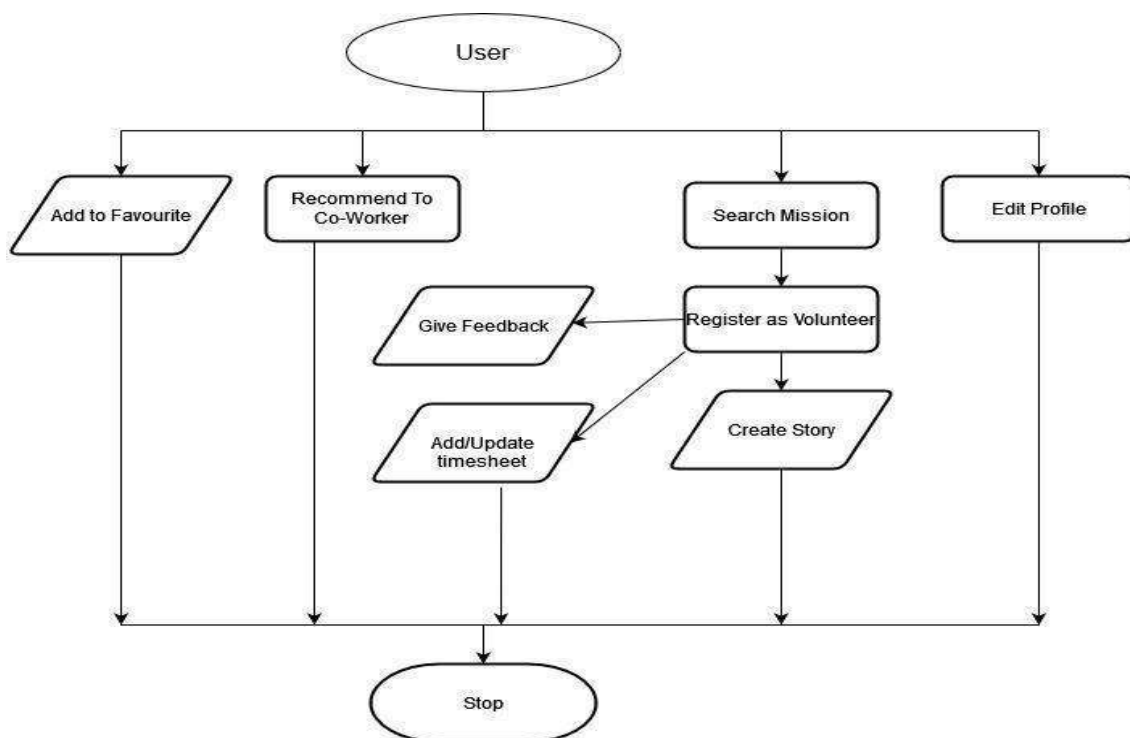 User
Add to Favourite
Recommend To
Co-Worker
Search Mission
Edit Profile
Give Feedback
Register as Volunteer
Add/Update
timesheet
Create Story
Stop